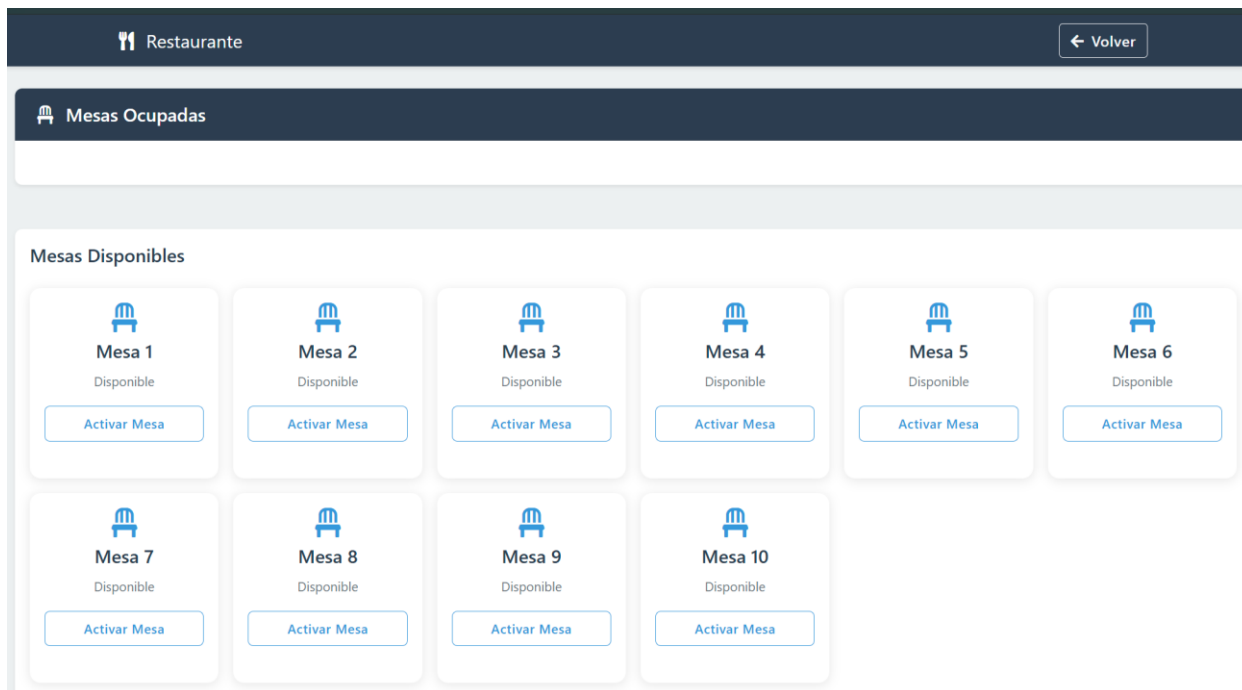 Restaurante
Volver
Mesas Ocupadas
Mesas Disponibles
Mesa 1 Mesa 2 Mesa 3 Mesa 4 Mesa 5 Mesa 6
Disponible Disponible Disponible Disponible Disponible Disponible
Activar Mesa Activar Mesa Activar Mesa Activar Mesa Activar Mesa Activar Mesa
Mesa 7 Mesa 8 Mesa 9 Mesa 10
Disponible Disponible Disponible Disponible
Activar Mesa Activar Mesa Activar Mesa Activar Mesa